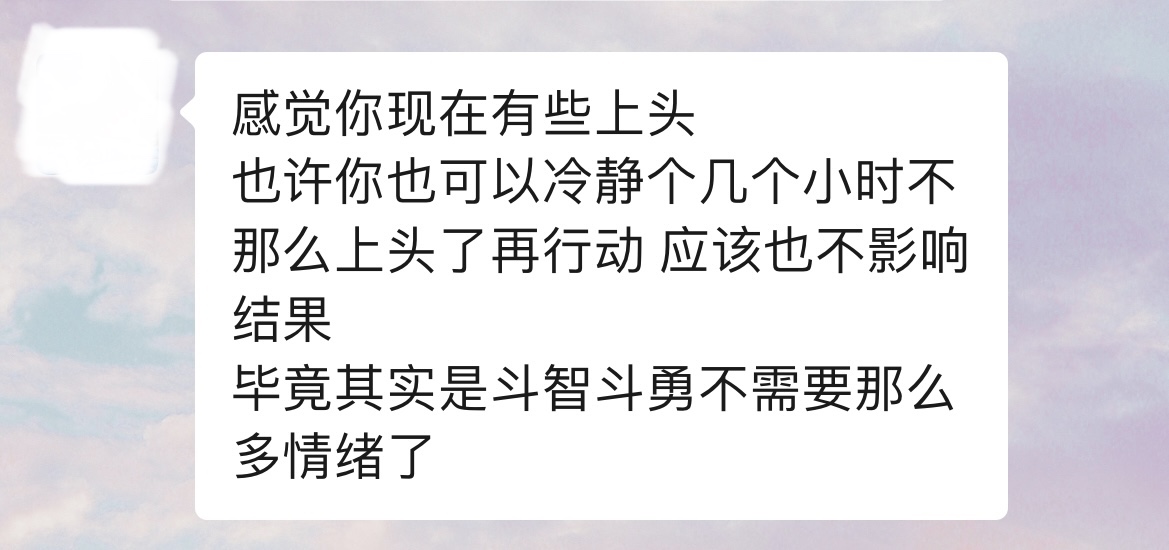 感觉你现在有些上头
也许你也可以冷静个几个小时不
那么上头了再行动 应该也不影响
结果
毕竟其实是斗智斗勇不需要那么
多情绪了